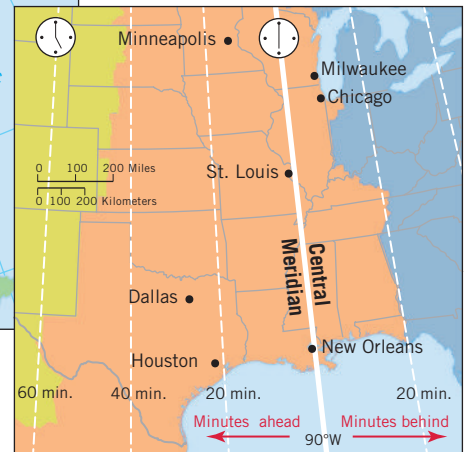 Minneapolis
Milwaukee
Chicago
0 100 200 Miles
0 100 200 Kilometers
St. Louis
Central
Meridian
Dallas
New Orleans
Houston
60 min.
40 min.
20 min.
20 min.
Minutes ahead
Minutes behind
90°W